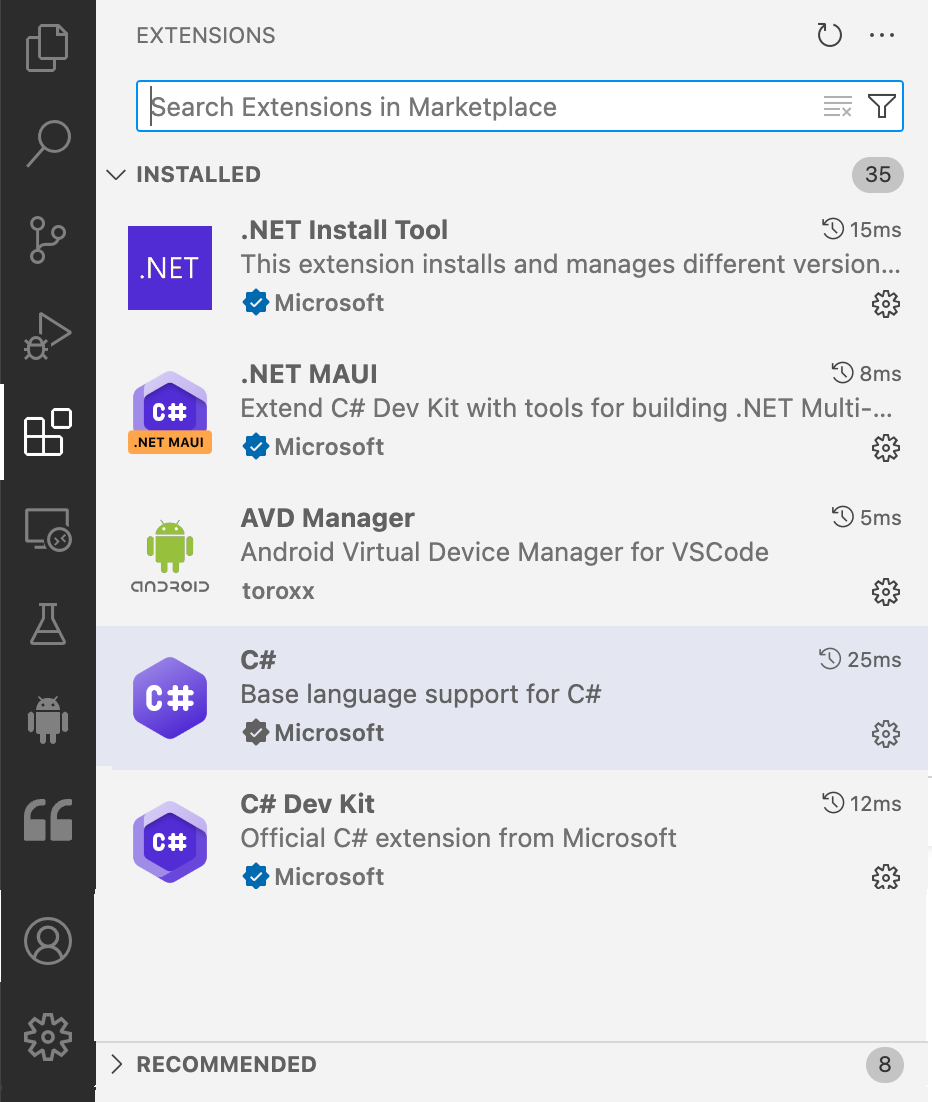 EXTENSIONS
Search Extensions in Marketplace
INSTALLED 35
.NET
.NET Install Tool 15ms
This extension installs and manages different version...
Microsoft
C#
.NET MAUI
.NET MAUI 8ms
Extend C# Dev Kit with tools for building .NET Multi-...
Microsoft
ANDROID
AVD Manager 5ms
Android Virtual Device Manager for VSCode
toroxx
C#
C# 25ms
Base language support for C#
Microsoft
C#
C# Dev Kit 12ms
Official C# extension from Microsoft
Microsoft
RECOMMENDED 8